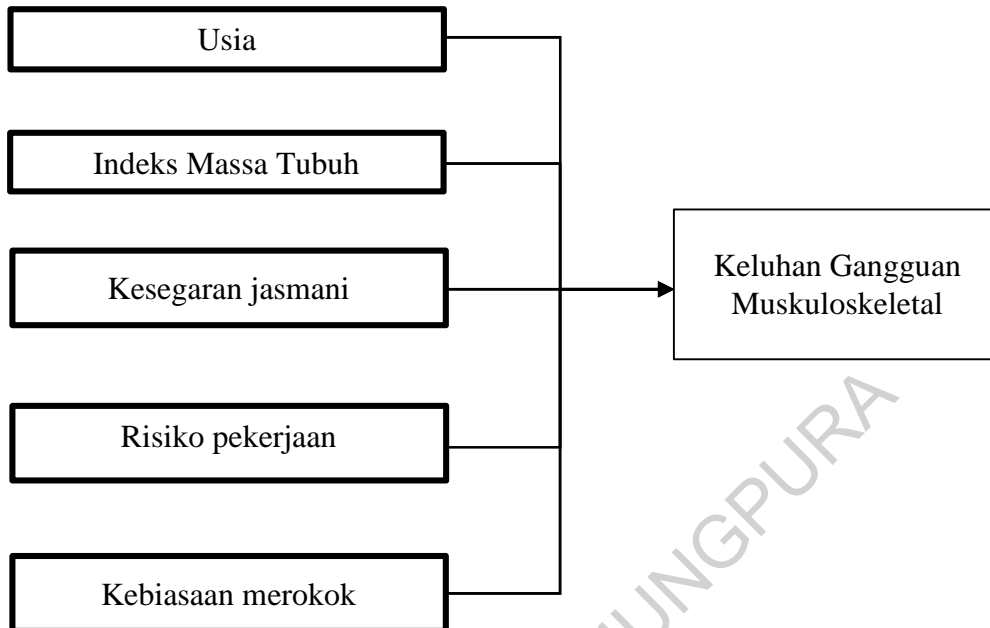 Usia
Indeks Massa Tubuh
Kesegaran jasmani
Risiko pekerjaan
Kebiasaan merokok
Keluhan Gangguan
Muskuloskeletal